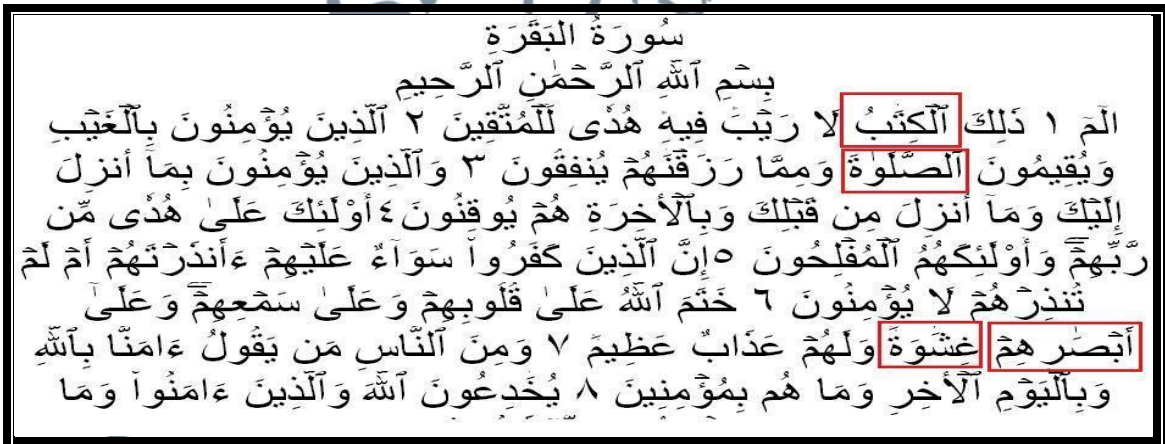 سُورَةُ البَقَرَةِ
بِسۡمِ ٱللَّهِ ٱلرَّحۡمَٰنِ ٱلرَّحِيمِ
الٓمٓ ١ ذَٰلِكَ ٱلۡكِتَٰبُ لَا رَيۡبَۛ فِيهِۛ هُدٗى لِّلۡمُتَّقِينَ ٢ ٱلَّذِينَ يُؤۡمِنُونَ بِٱلۡغَيۡبِ
وَيُقِيمُونَ ٱلصَّلَوٰةَ وَمِمَّا رَزَقۡنَٰهُمۡ يُنفِقُونَ ٣ وَٱلَّذِينَ يُؤۡمِنُونَ بِمَآ أُنزِلَ
إِلَيۡكَ وَمَآ أُنزِلَ مِن قَبۡلِكَ وَبِٱلۡأٓخِرَةِ هُمۡ يُوقِنُونَ ٤ أُوْلَٰٓئِكَ عَلَىٰ هُدٗى مِّن
رَّبِّهِمۡۖ وَأُوْلَٰٓئِكَ هُمُ ٱلۡمُفۡلِحُونَ ٥ إِنَّ ٱلَّذِينَ كَفَرُواْ سَوَآءٌ عَلَيۡهِمۡ ءَأَنذَرۡتَهُمۡ أَمۡ لَمۡ
تُنذِرۡهُمۡ لَا يُؤۡمِنُونَ ٦ خَتَمَ ٱللَّهُ عَلَىٰ قُلُوبِهِمۡ وَعَلَىٰ سَمۡعِهِمۡۖ وَعَلَىٰٓ
أَبۡصَٰرِهِمۡ غِشَٰوَةٞ وَلَهُمۡ عَذَابٌ عَظِيمٞ ٧ وَمِنَ ٱلنَّاسِ مَن يَقُولُ ءَامَنَّا بِٱللَّهِ
وَبِٱلۡيَوۡمِ ٱلۡأٓخِرِ وَمَا هُم بِمُؤۡمِنِينَ ٨ يُخَٰدِعُونَ ٱللَّهَ وَٱلَّذِينَ ءَامَنُواْ وَمَا